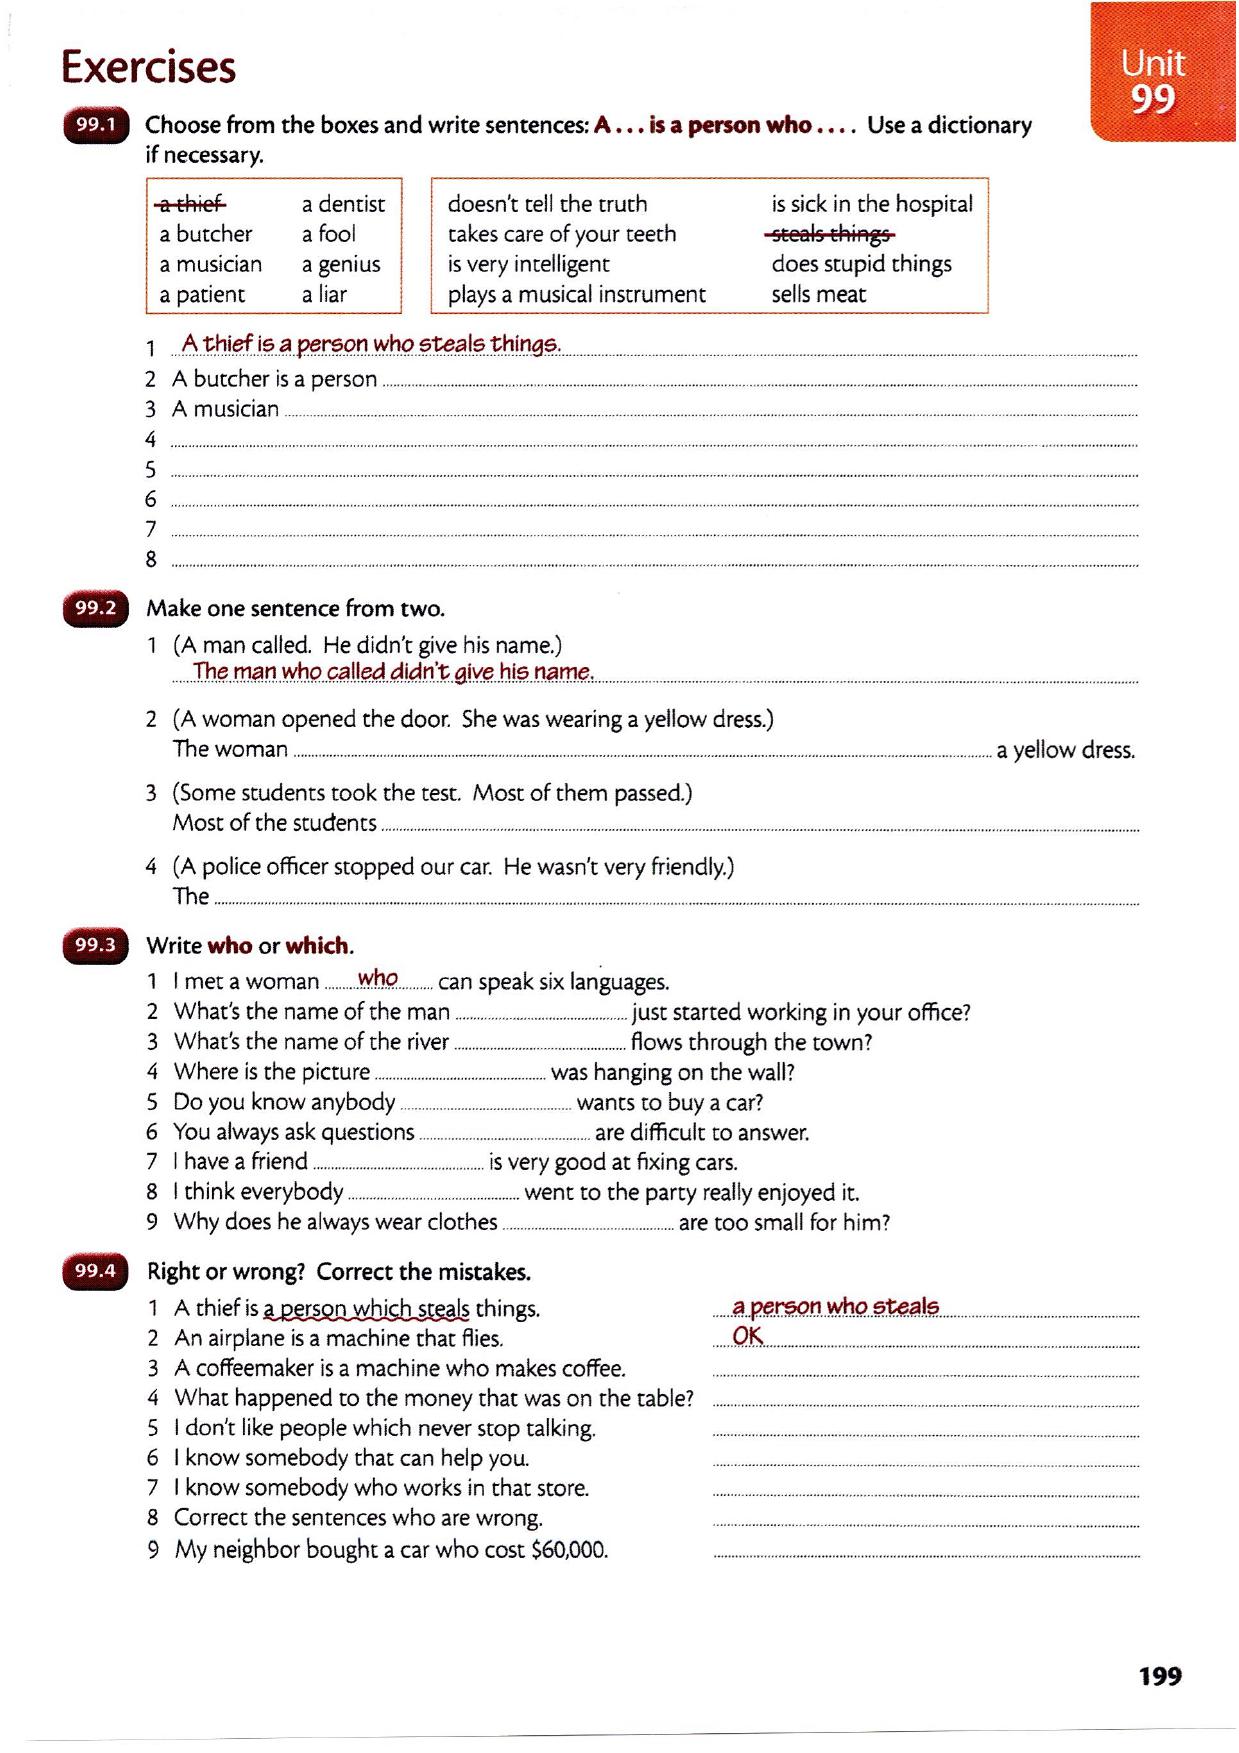 Exercises
Unit
99
99.1 Choose from the boxes and write sentences: A ... is a person who .... Use a dictionary
if necessary.
a thief a dentist doesn't tell the truth is sick in the hospital
a butcher a fool takes care of your teeth steals things
a musician a genius is very intelligent does stupid things
a patient a liar plays a musical instrument sells meat
1 A thief is a person who steals things.
2 A butcher is a person
3 A musician
4
5
6
7
8
99.2 Make one sentence from two.
1 (A man called. He didn't give his name.)
The man who called didn't give his name.
2 (A woman opened the door. She was wearing a yellow dress.)
The woman ........ a yellow dress.
3 (Some students took the test. Most of them passed.)
Most of the students
4 (A police officer stopped our car. He wasn't very friendly.)
The
99.3 Write who or which.
1 I met a woman ...who... can speak six languages.
2 What's the name of the man ........ just started working in your office?
3 What's the name of the river ........ flows through the town?
4 Where is the picture ........ was hanging on the wall?
5 Do you know anybody ........ wants to buy a car?
6 You always ask questions ........ are difficult to answer.
7 I have a friend ........ is very good at fixing cars.
8 I think everybody ........ went to the party really enjoyed it.
9 Why does he always wear clothes ........ are too small for him?
99.4 Right or wrong? Correct the mistakes.
1 A thief is a person which steals things. a person who steals
2 An airplane is a machine that flies. OK
3 A coffeemaker is a machine who makes coffee.
4 What happened to the money that was on the table?
5 I don't like people which never stop talking.
6 I know somebody that can help you.
7 I know somebody who works in that store.
8 Correct the sentences who are wrong.
9 My neighbor bought a car who cost $60,000.
199